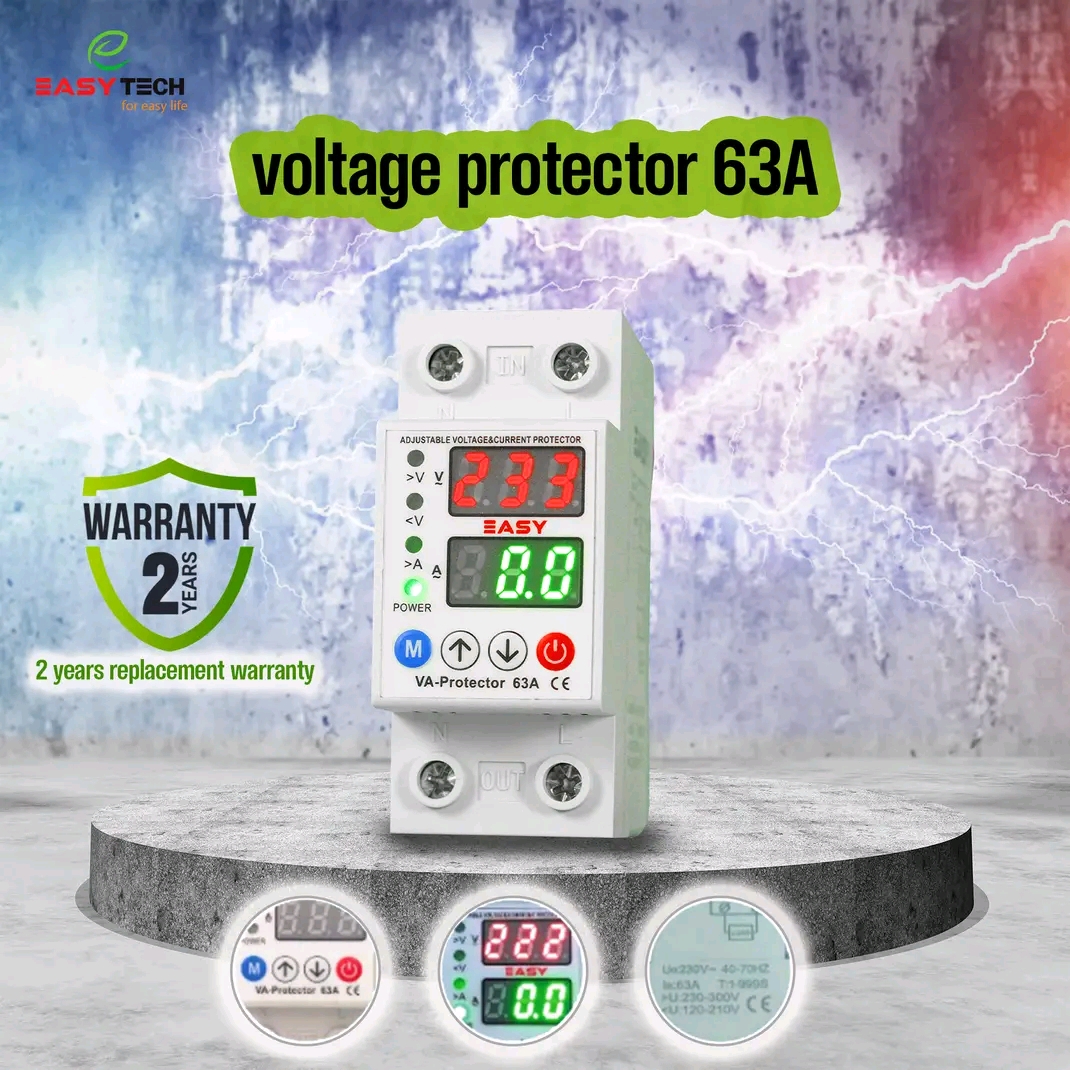 EASY TECH
for easy life
voltage protector 63A
IN
N L
ADJUSTABLE VOLTAGE&CURRENT PROTECTOR
>V V~
233
<V
EASY
>A A~
0.0
POWER
M
VA-Protector 63A CE
N L
OUT
WARRANTY
2 YEARS
2 years replacement warranty
POWER
M
VA-Protector 63A CE
>V V
222
<V
EASY
>A
0.0
Ue:230V~ 40-70HZ
Ie:63A T:1-999S
>U:230-300V
<U:120-210V CE